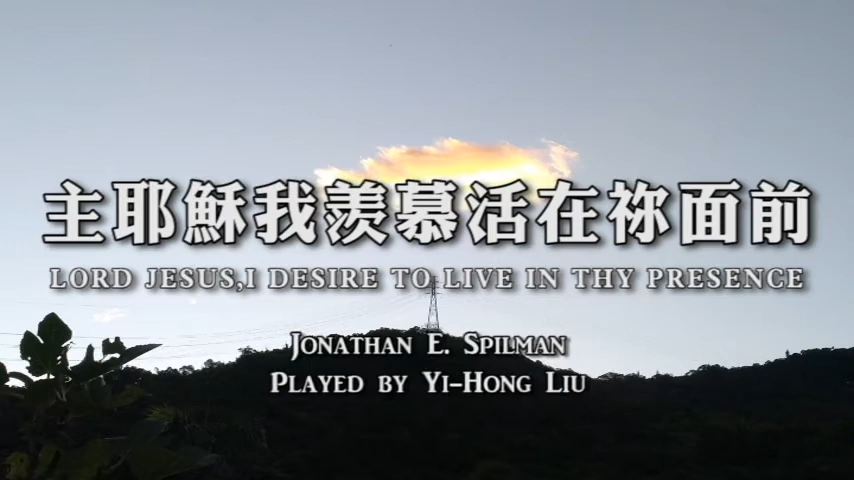 主耶穌我羨慕活在祢面前
LORD JESUS,I DESIRE TO LIVE IN THY PRESENCE
JONATHAN E. SPILMAN
PLAYED BY YI-HONG LIU